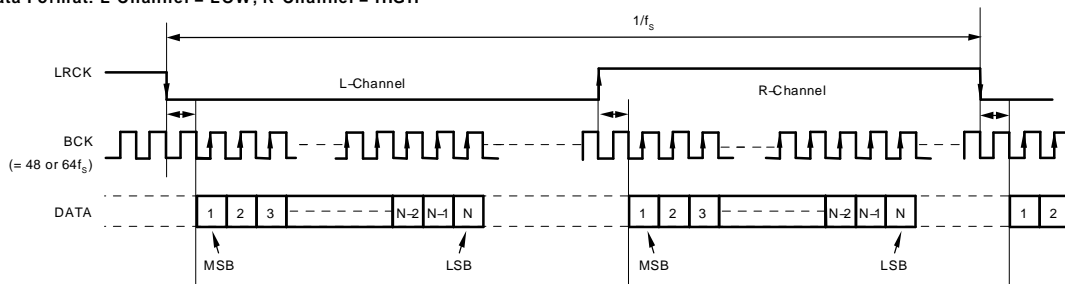 ata Format: L-Channel = LOW, R-Channel = HIGH
1/fs
LRCK
L-Channel
R-Channel
BCK
(= 48 or 64fs)
DATA
1 2 3 N-2 N-1 N
1 2 3 N-2 N-1 N
1 2
MSB
LSB
MSB
LSB